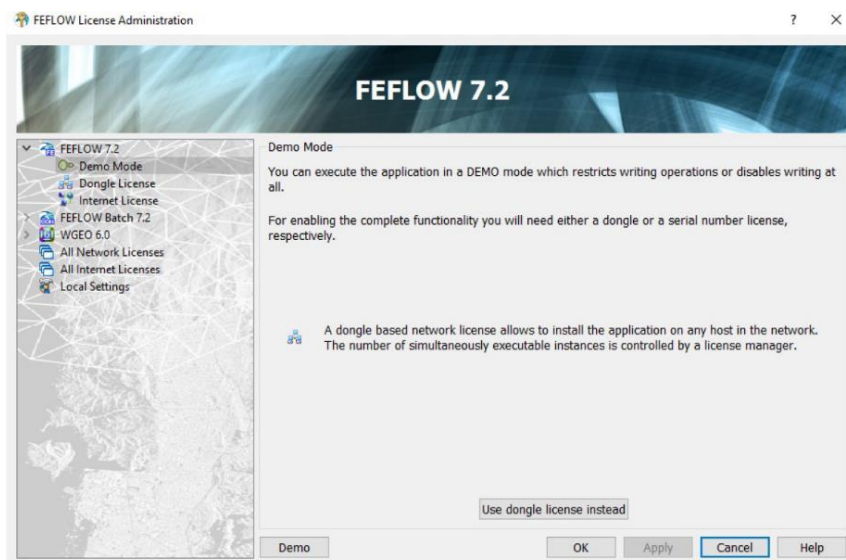 FEFLOW License Administration
?
FEFLOW 7.2
FEFLOW 7.2
Demo Mode
Dongle License
Internet License
FEFLOW Batch 7.2
WGEO 6.0
All Network Licenses
All Internet Licenses
Local Settings
Demo Mode
You can execute the application in a DEMO mode which restricts writing operations or disables writing at
all.
For enabling the complete functionality you will need either a dongle or a serial number license,
respectively.
A dongle based network license allows to install the application on any host in the network.
The number of simultaneously executable instances is controlled by a license manager.
Use dongle license instead
Demo
OK
Apply
Cancel
Help